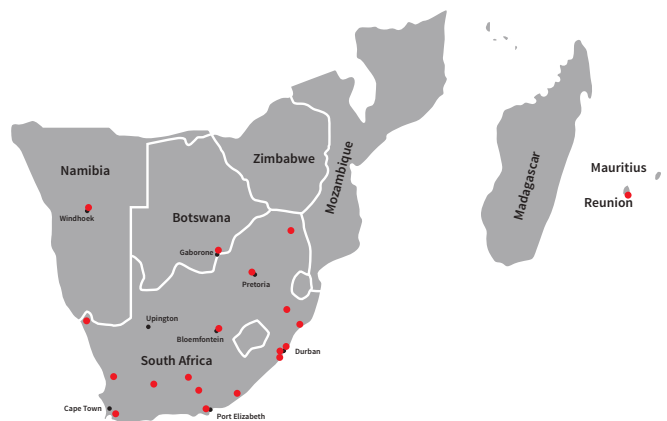 Namibia
Windhoek
Botswana
Gaborone
Zimbabwe
Mozambique
Madagascar
Mauritius
Reunion
Pretoria
Upington
Bloemfontein
Durban
South Africa
Cape Town
Port Elizabeth